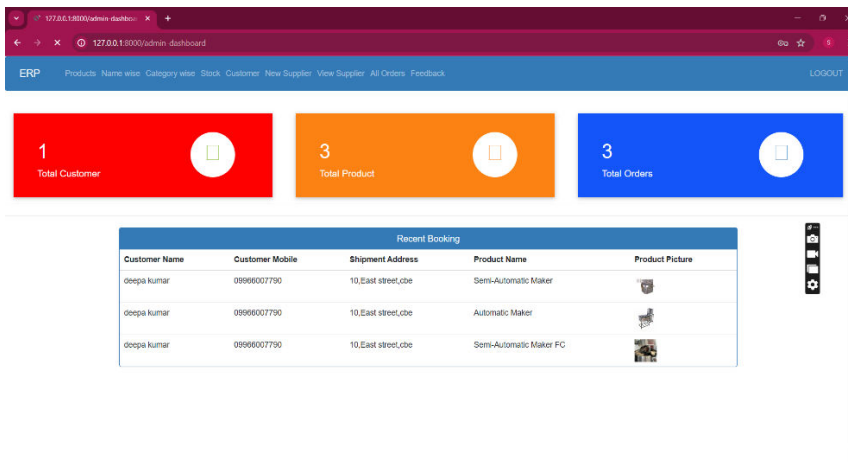 127.0.0.1:8000/admin-dashboa
127.0.0.1:8000/admin-dashboard
S
ERP Products Name wise Category wise Stock Customer New Supplier View Supplier All Orders Feedback LOGOUT
1 3 3
Total Customer Total Product Total Orders
Recent Booking
Customer Name Customer Mobile Shipment Address Product Name Product Picture
deepa kumar 09966007790 10,East street,cbe Semi-Automatic Maker
deepa kumar 09966007790 10,East street,cbe Automatic Maker
deepa kumar 09966007790 10,East street,cbe Semi-Automatic Maker FC